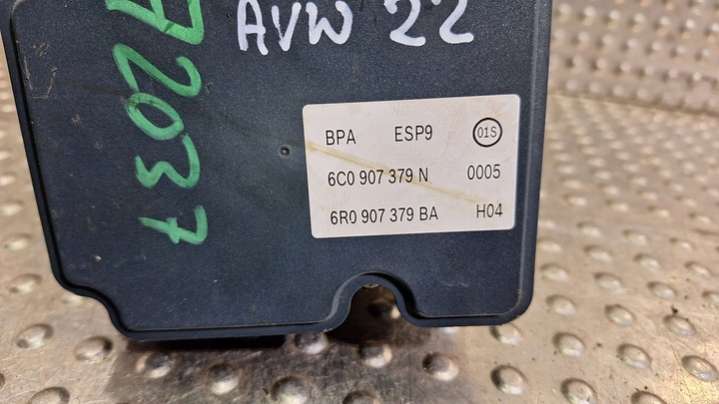 AVW 22
2037
BPA ESP9 01S
6C0 907 379 N 0005
6R0 907 379 BA H04